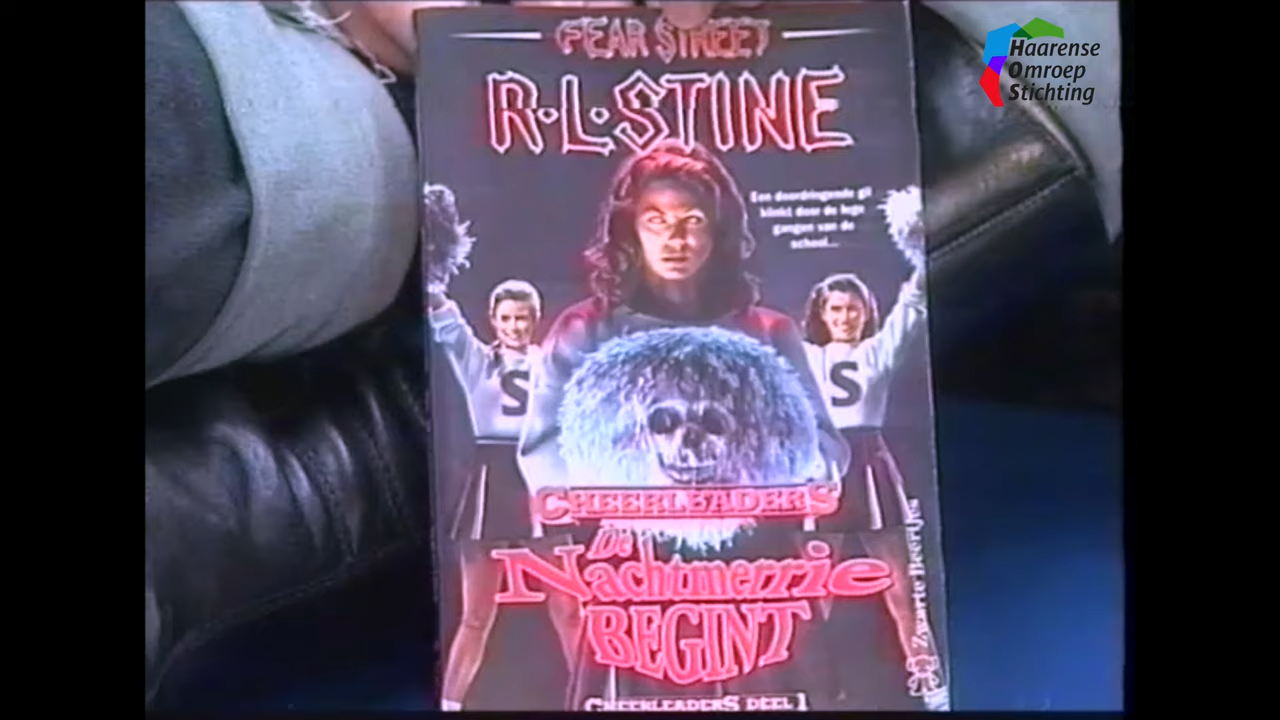 FEAR STREET
R·L·STINE
Een doordringende gil
klinkt door de lege
gangen van de
school...
S
S
CHEERLEADERS
De
Nachtmerrie
BEGINT
CHEERLEADERS DEEL 1
Zwarte Beertjes
Haarense
Omroep
Stichting